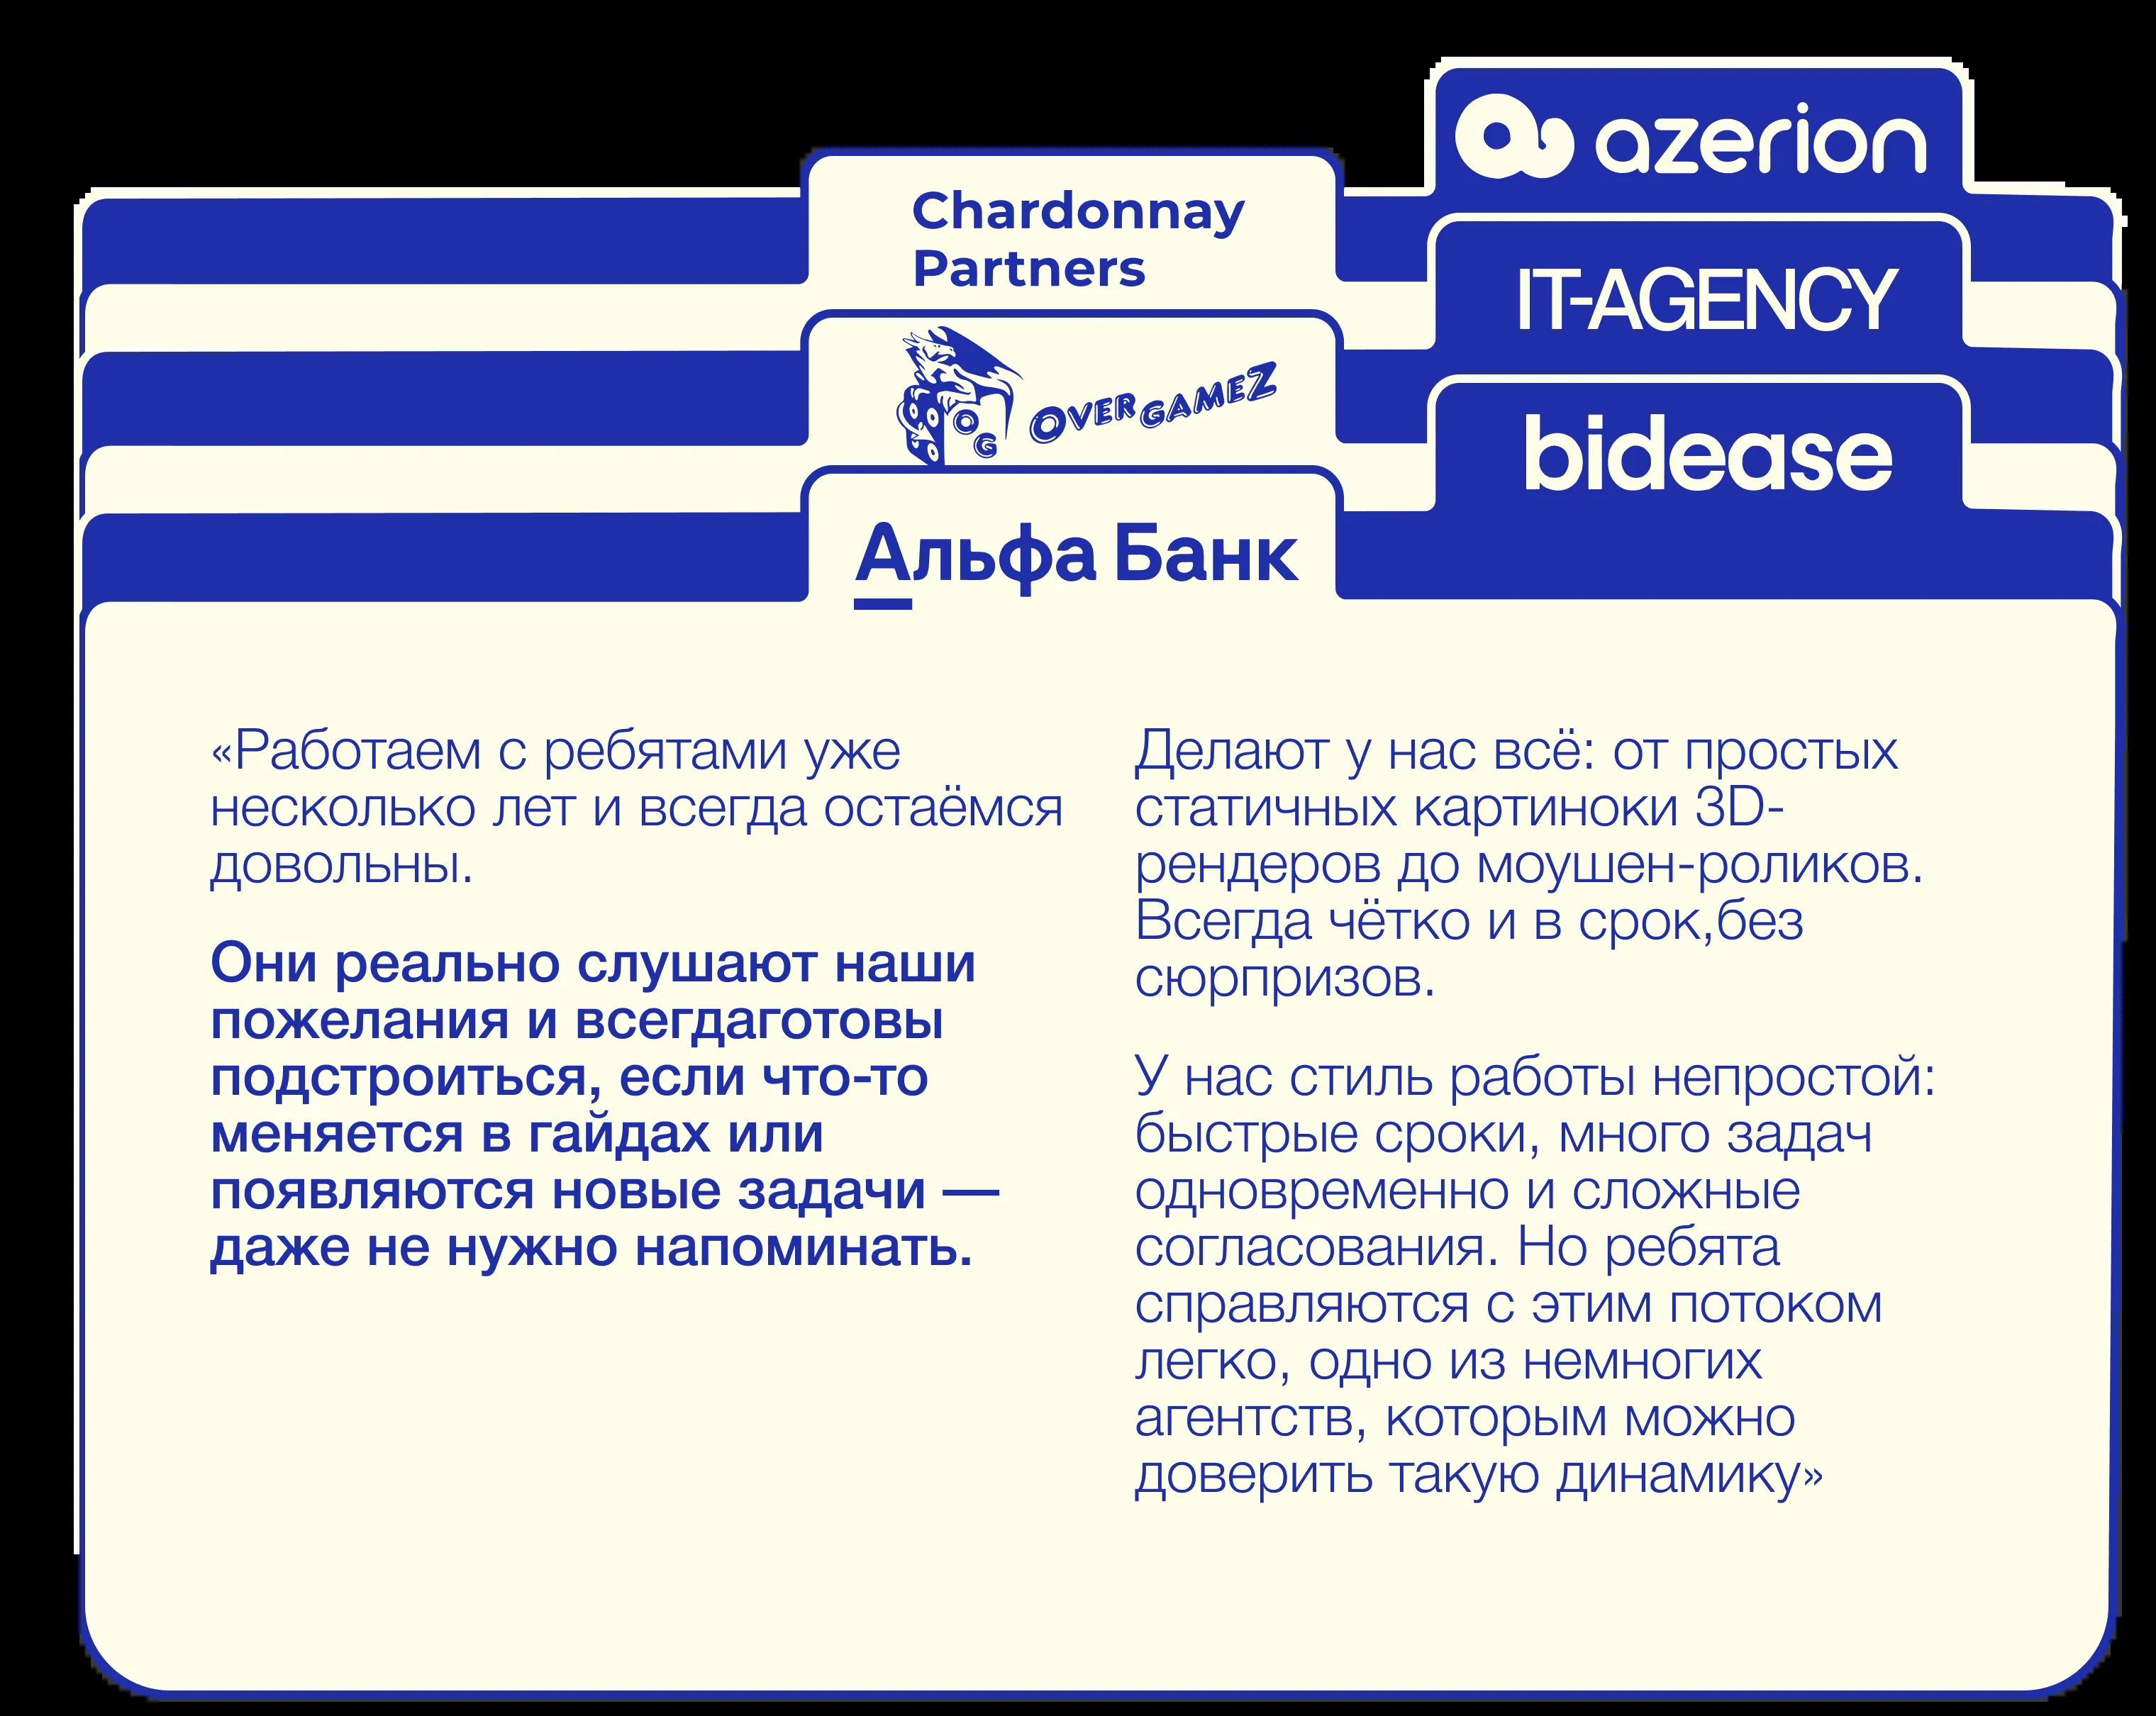 azerion
Chardonnay
Partners
IT-AGENCY
OG OVERGAMEZ
bidease
Альфа Банк
«Работаем с ребятами уже
несколько лет и всегда остаёмся
довольны.
Они реально слушают наши
пожелания и всегдаготовы
подстроиться, если что-то
меняется в гайдах или
появляются новые задачи —
даже не нужно напоминать.
Делают у нас всё: от простых
статичных картиноки 3D-
рендеров до моушен-роликов.
Всегда чётко и в срок,без
сюрпризов.
У нас стиль работы непростой:
быстрые сроки, много задач
одновременно и сложные
согласования. Но ребята
справляются с этим потоком
легко, одно из немногих
агентств, которым можно
доверить такую динамику»